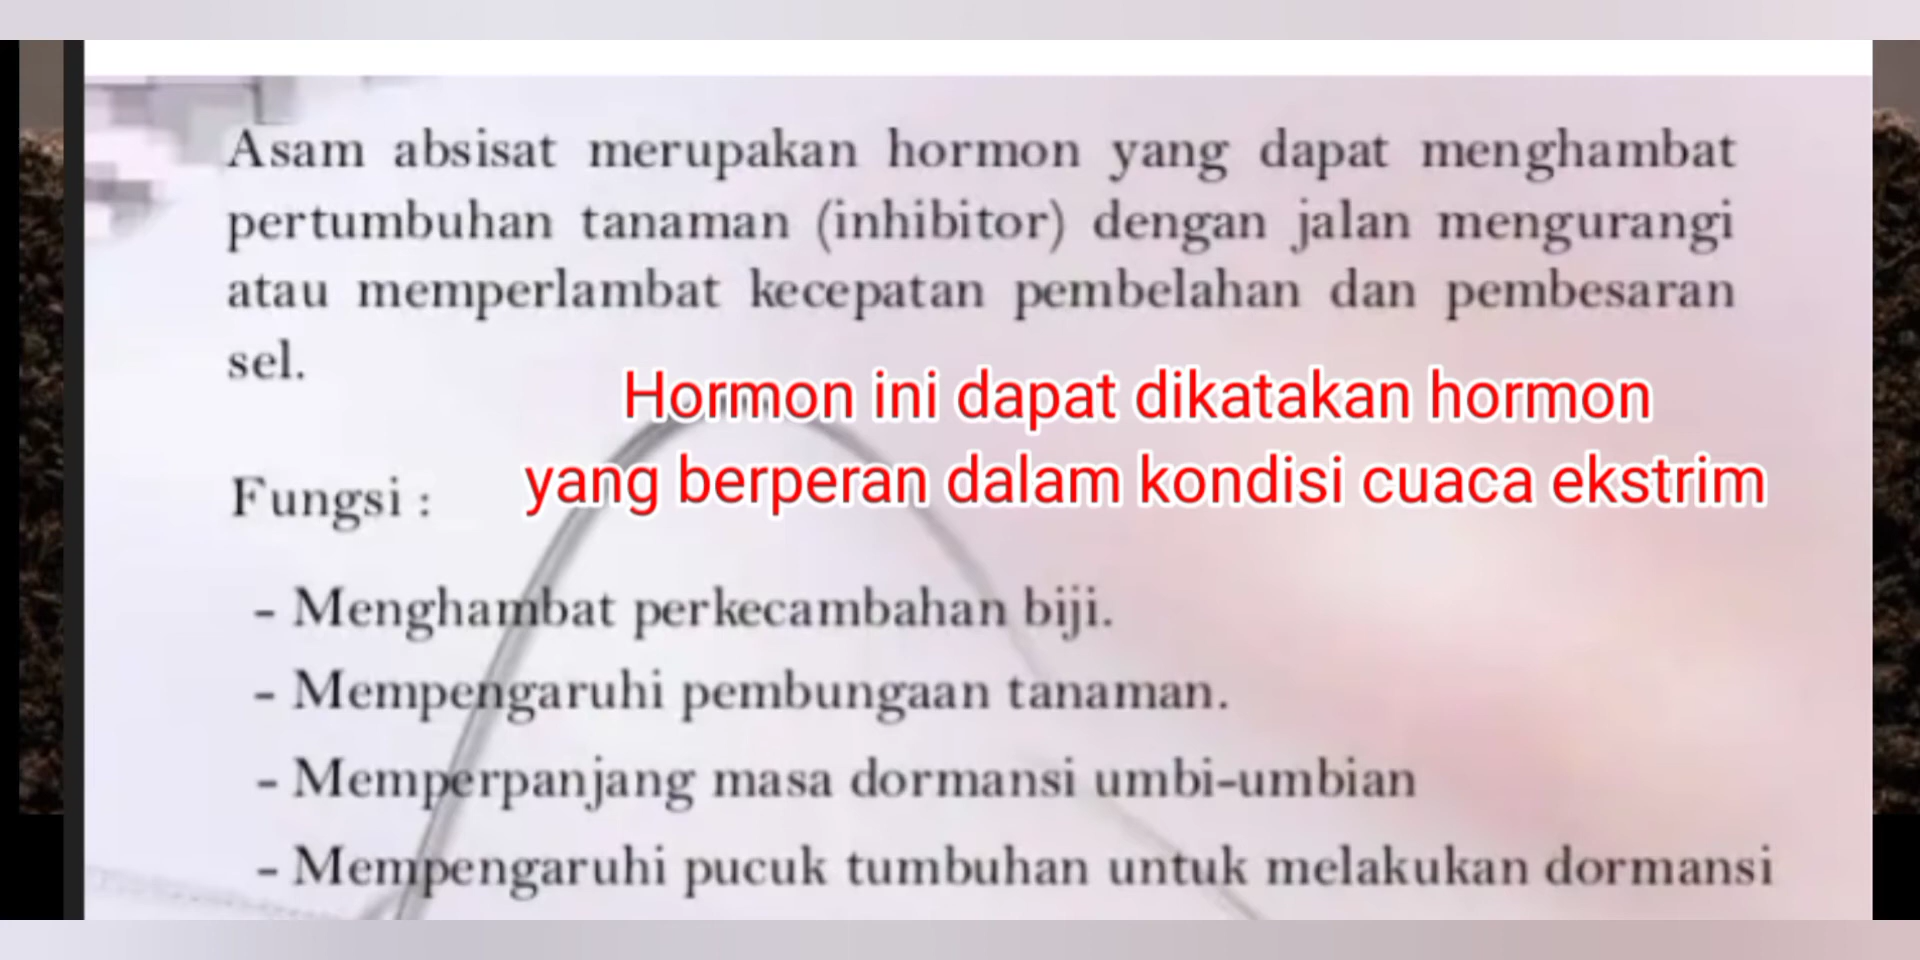 Asam absisat merupakan hormon yang dapat menghambat
pertumbuhan tanaman (inhibitor) dengan jalan mengurangi
atau memperlambat kecepatan pembelahan dan pembesaran
sel.
Hormon ini dapat dikatakan hormon
yang berperan dalam kondisi cuaca ekstrim
Fungsi :
- Menghambat perkecambahan biji.
- Mempengaruhi pembungaan tanaman.
- Memperpanjang masa dormansi umbi-umbian
- Mempengaruhi pucuk tumbuhan untuk melakukan dormansi